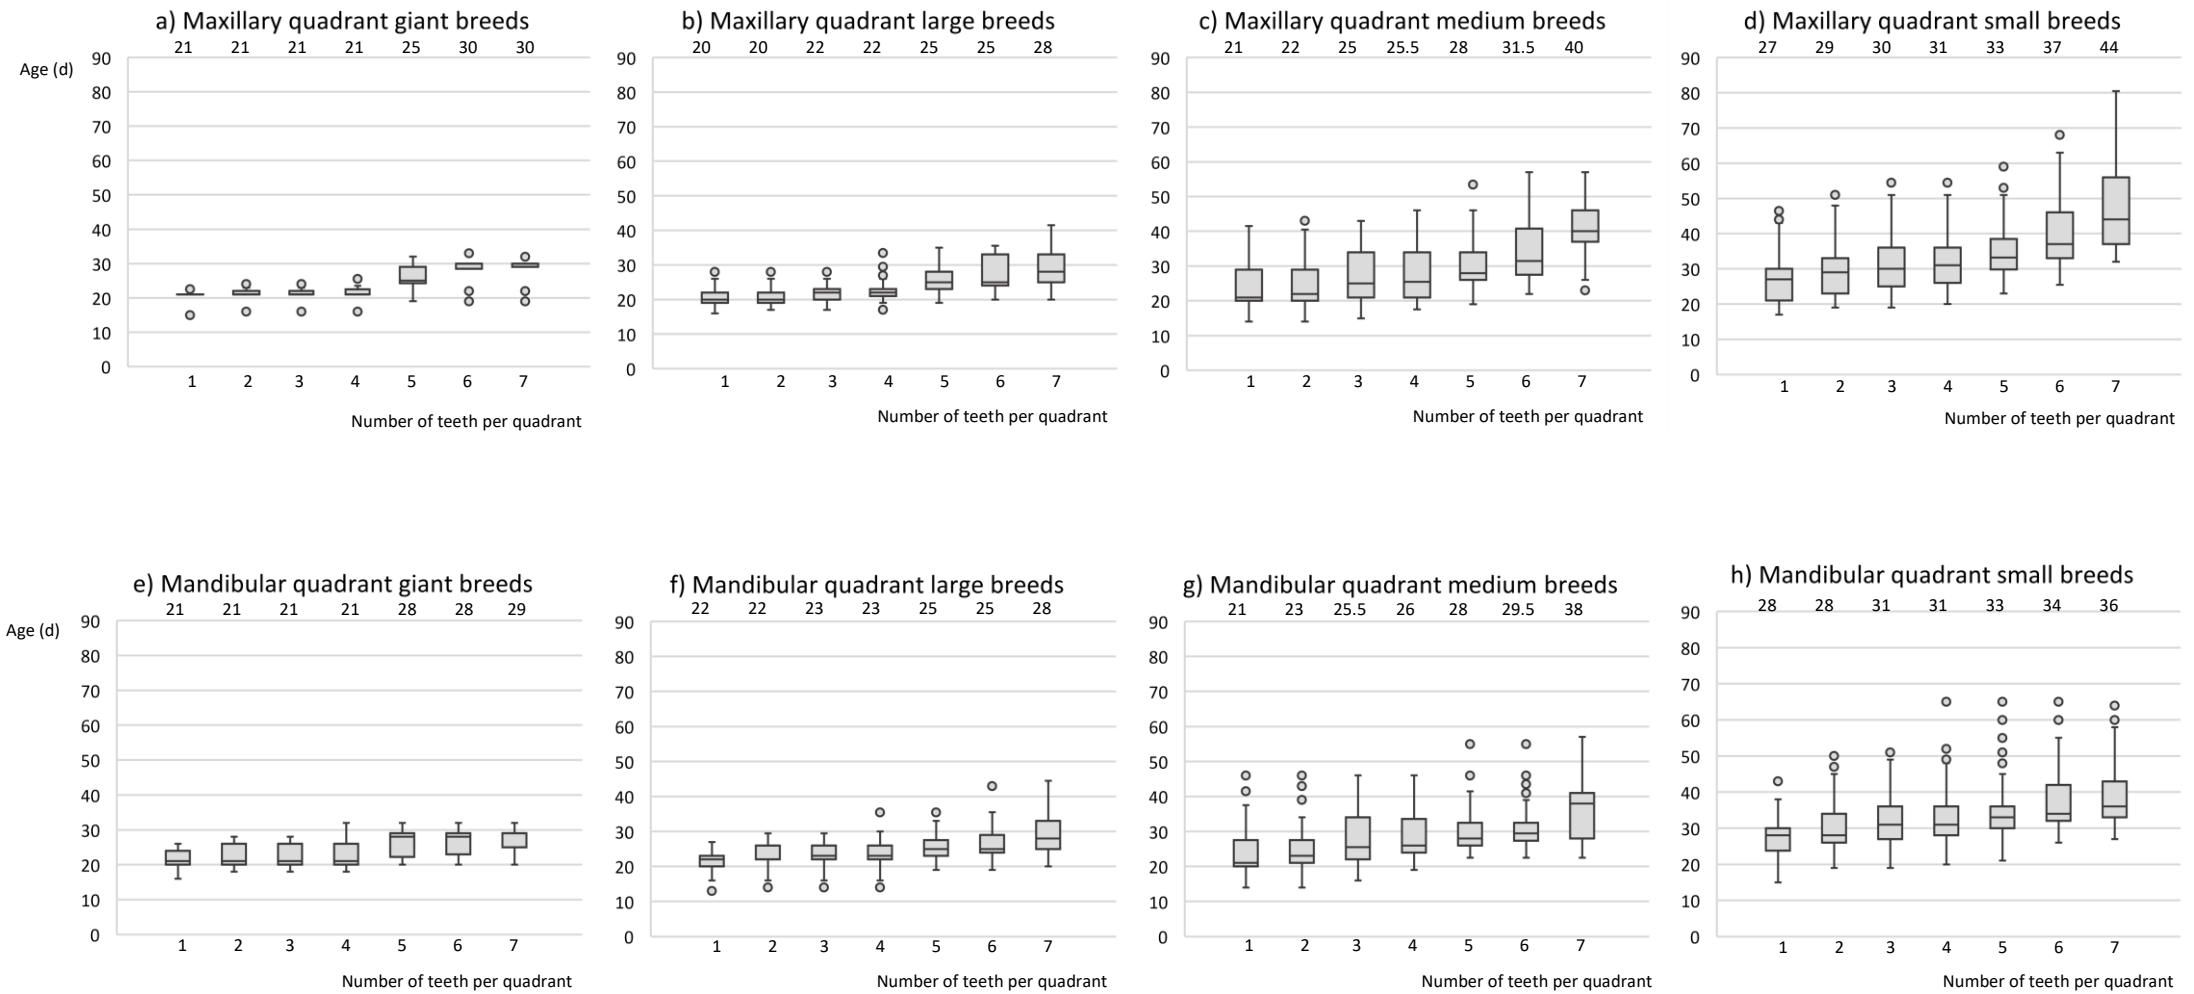 a) Maxillary quadrant giant breeds
21 21 21 21 25 30 30
Age (d)
90
80
70
60
50
40
30
20
10
0
1 2 3 4 5 6 7
Number of teeth per quadrant
b) Maxillary quadrant large breeds
20 20 22 22 25 25 28
90
80
70
60
50
40
30
20
10
0
1 2 3 4 5 6 7
Number of teeth per quadrant
c) Maxillary quadrant medium breeds
21 22 25 25.5 28 31.5 40
90
80
70
60
50
40
30
20
10
0
1 2 3 4 5 6 7
Number of teeth per quadrant
d) Maxillary quadrant small breeds
27 29 30 31 33 37 44
90
80
70
60
50
40
30
20
10
0
1 2 3 4 5 6 7
Number of teeth per quadrant
e) Mandibular quadrant giant breeds
21 21 21 21 28 28 29
Age (d)
90
80
70
60
50
40
30
20
10
0
1 2 3 4 5 6 7
Number of teeth per quadrant
f) Mandibular quadrant large breeds
22 22 23 23 25 25 28
90
80
70
60
50
40
30
20
10
0
1 2 3 4 5 6 7
Number of teeth per quadrant
g) Mandibular quadrant medium breeds
21 23 25.5 26 28 29.5 38
90
80
70
60
50
40
30
20
10
0
1 2 3 4 5 6 7
Number of teeth per quadrant
h) Mandibular quadrant small breeds
28 28 31 31 33 34 36
90
80
70
60
50
40
30
20
10
0
1 2 3 4 5 6 7
Number of teeth per quadrant